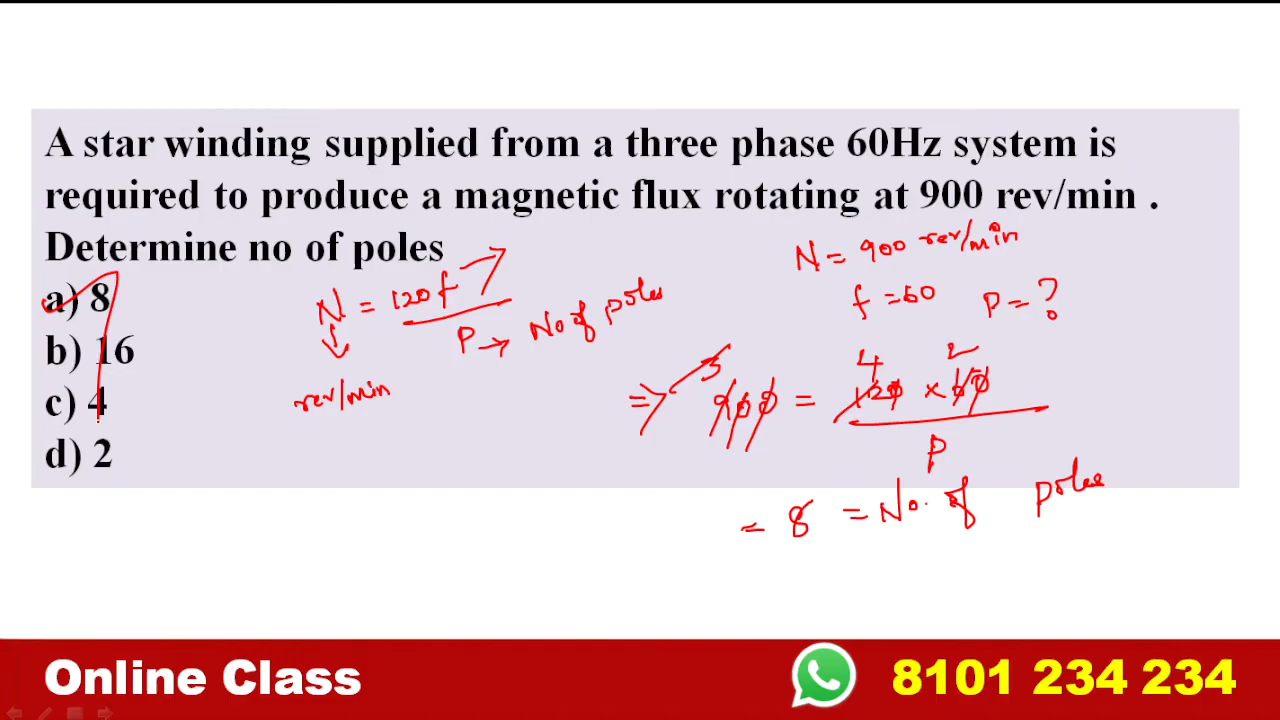 A star winding supplied from a three phase 60Hz system is
required to produce a magnetic flux rotating at 900 rev/min .
Determine no of poles
a) 8
b) 16
c) 4
d) 2
N = 120f
P → No of poles
rev/min
N = 900 rev/min
f = 60 P = ?
⇒ 900 = 120 × 60
4 2
P
= 8 = No. of poles
Online Class
8101 234 234